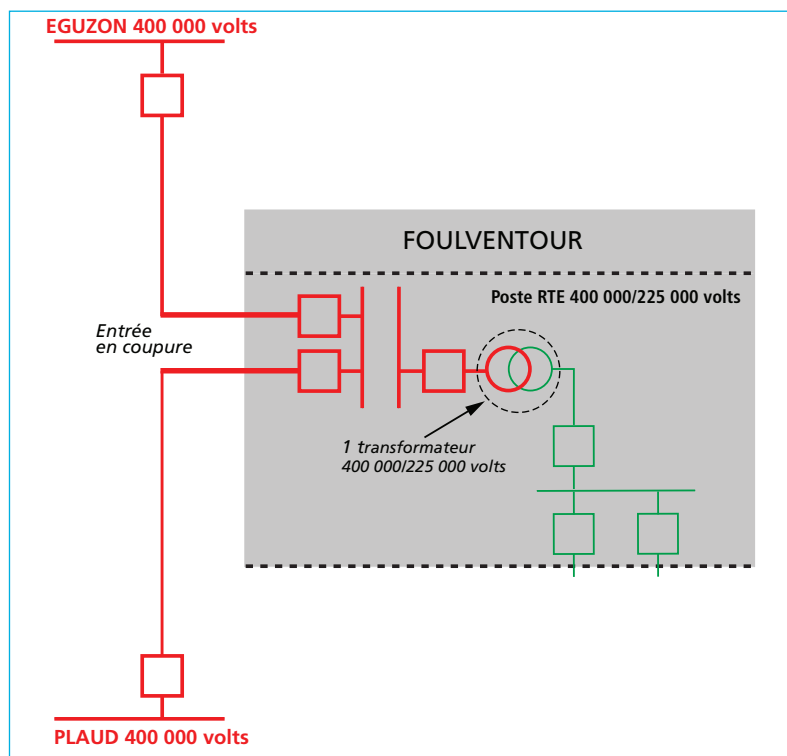 EGUZON 400 000 volts
FOULVENTOUR
Poste RTE 400 000/225 000 volts
Entrée
en coupure
1 transformateur
400 000/225 000 volts
PLAUD 400 000 volts